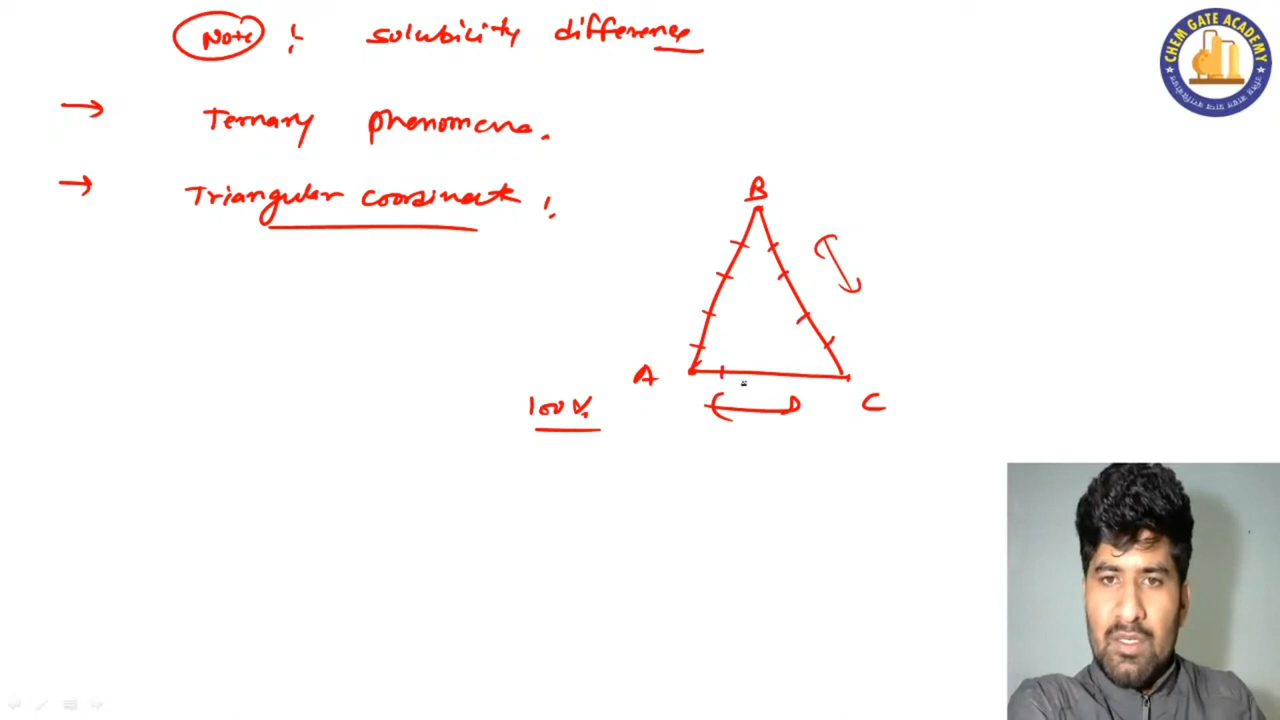 Note : solubility difference
CHEM GATE ACADEMY
→ Ternary phenomena.
→ Triangular coordinate :
B
A
C
100 %